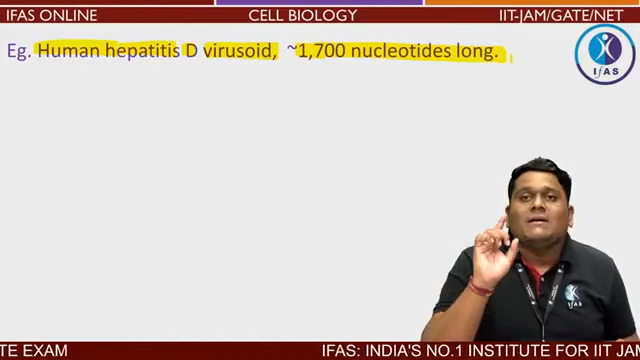 IFAS ONLINE CELL BIOLOGY IIT-JAM/GATE/NET
Eg. Human hepatitis D virusoid, ~1,700 nucleotides long.
IFAS
TE EXAM IFAS: INDIA'S NO.1 INSTITUTE FOR IIT JAM